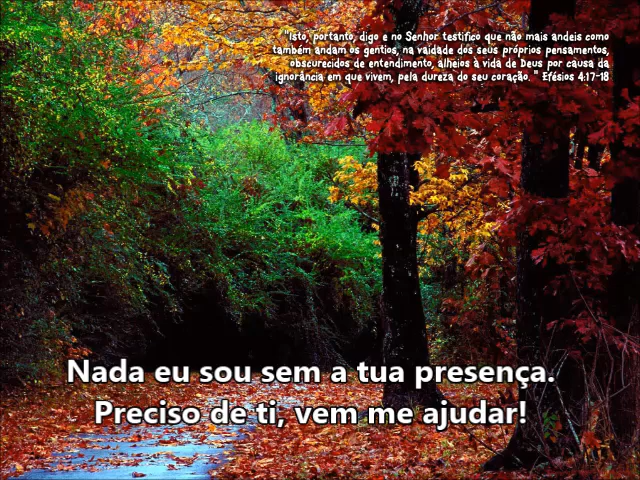 "Isto, portanto, digo e no Senhor testifico que não mais andeis como
também andam os gentios, na vaidade dos seus próprios pensamentos,
obscurecidos de entendimento, alheios à vida de Deus por causa da
ignorância em que vivem, pela dureza do seu coração. " Efésios 4:17-18
Nada eu sou sem a tua presença.
Preciso de ti, vem me ajudar!